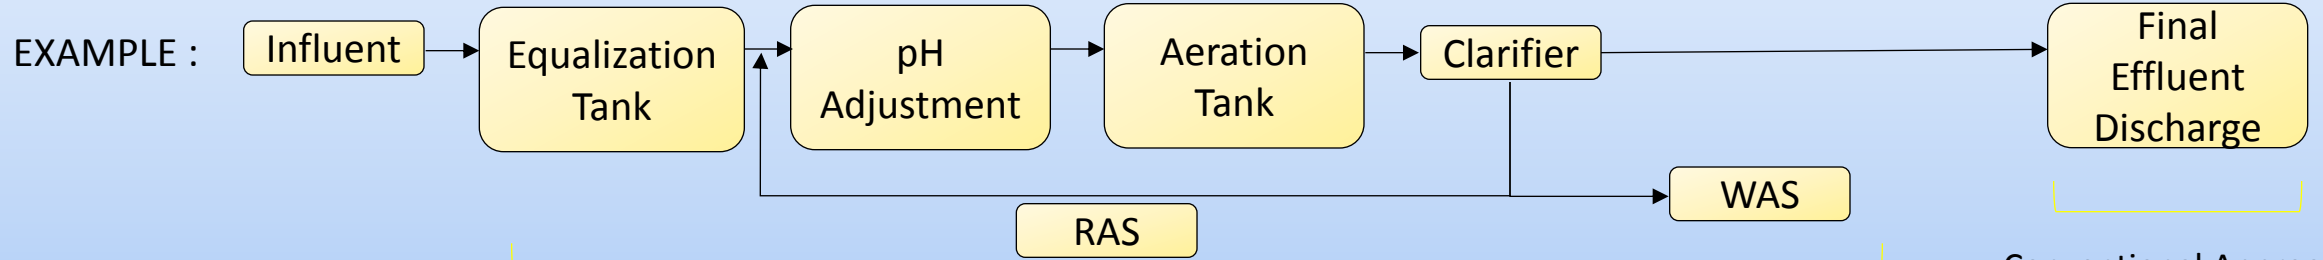 EXAMPLE :
Influent
Equalization
Tank
pH
Adjustment
Aeration
Tank
Clarifier
Final
Effluent
Discharge
WAS
RAS